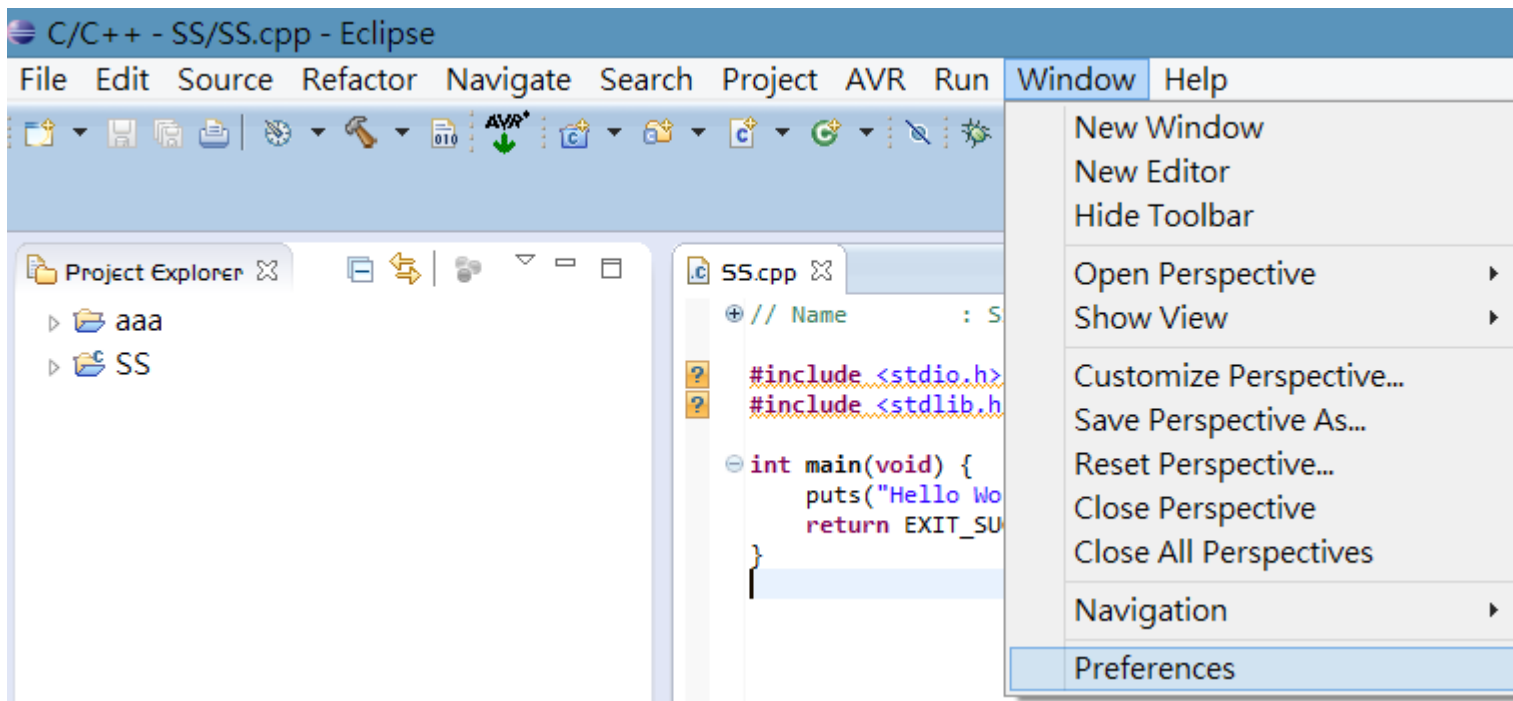 C/C++ - SS/SS.cpp - Eclipse
File Edit Source Refactor Navigate Search Project AVR Run Window Help
010 AVR
New Window
New Editor
Hide Toolbar
Open Perspective
Show View
Customize Perspective...
Save Perspective As...
Reset Perspective...
Close Perspective
Close All Perspectives
Navigation
Preferences
Project Explorer
aaa
SS
SS.cpp
// Name : S
#include <stdio.h>
#include <stdlib.h
int main(void) {
puts("Hello Wo
return EXIT_SU
}